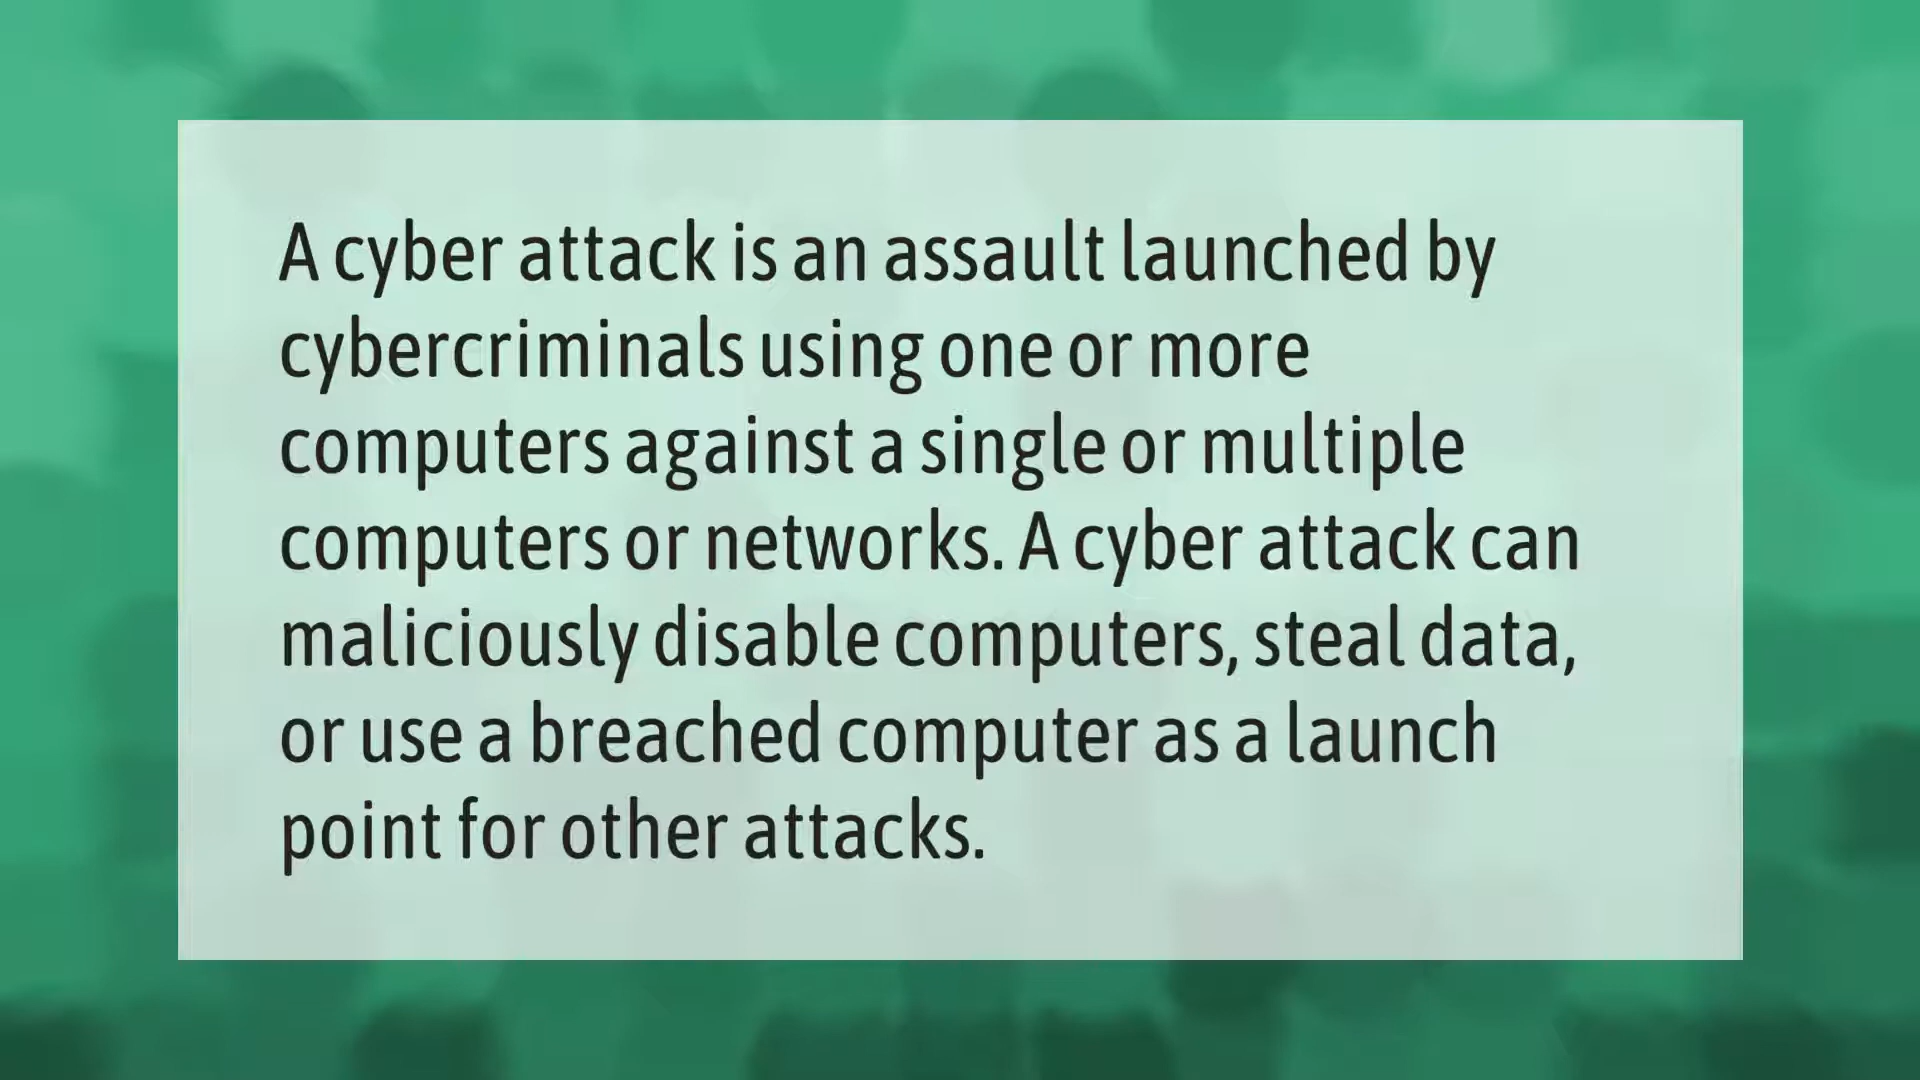 A cyber attack is an assault launched by
cybercriminals using one or more
computers against a single or multiple
computers or networks. A cyber attack can
maliciously disable computers, steal data,
or use a breached computer as a launch
point for other attacks.